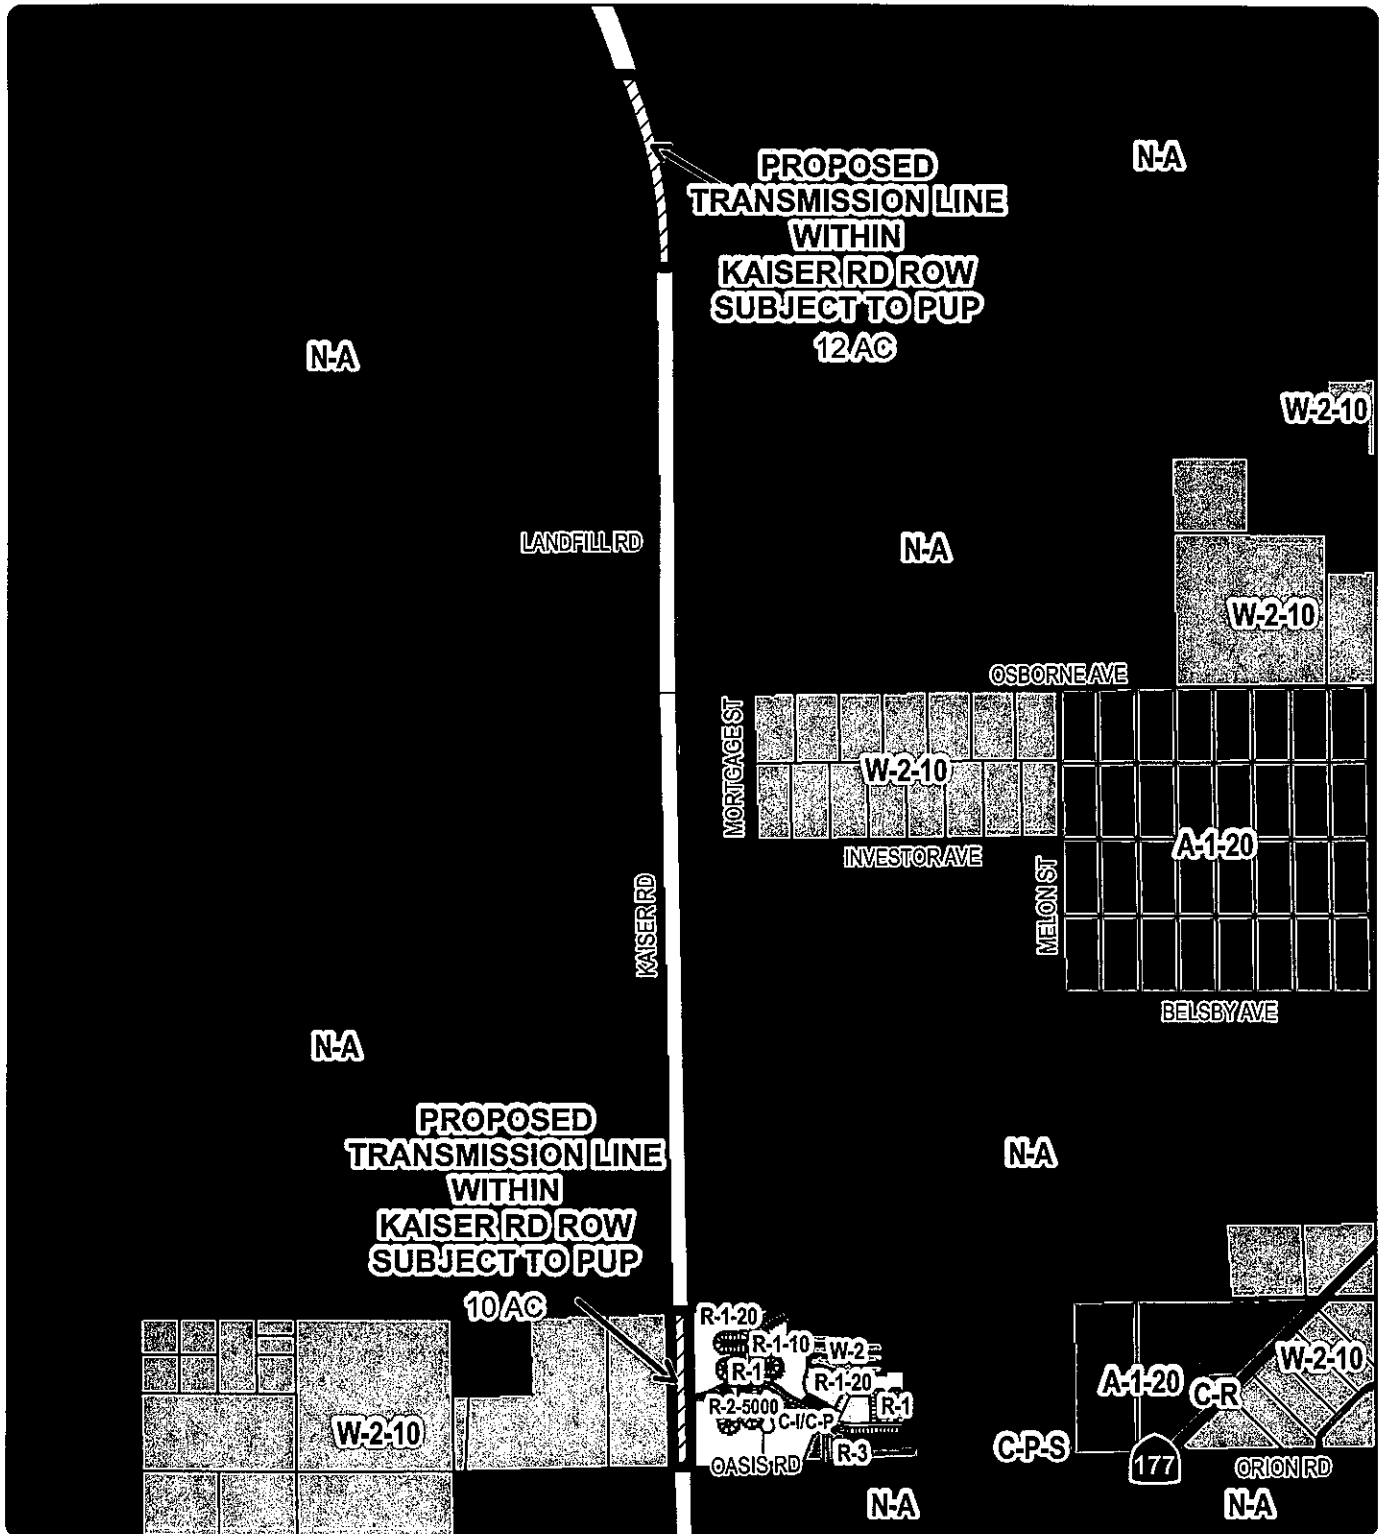 N-A
PROPOSED
TRANSMISSION LINE
WITHIN
KAISER RD ROW
SUBJECT TO PUP
12 AC
N-A
W-2-10
LANDFILL RD
N-A
W-2-10
OSBORNE AVE
MORTGAGE ST
W-2-10
A-1-20
INVESTOR AVE
MELON ST
KAISER RD
BELSBY AVE
N-A
PROPOSED
TRANSMISSION LINE
WITHIN
KAISER RD ROW
SUBJECT TO PUP
10 AC
N-A
R-1-20
R-1-10
W-2
R-1
R-1-20
R-1
R-2-5000
C-1/C-P
R-3
OASIS RD
W-2-10
A-1-20
C-R
W-2-10
C-P-S
177
ORION RD
N-A
N-A